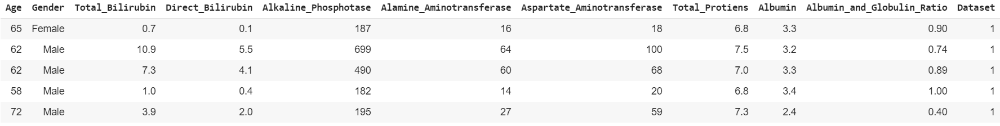 Age Gender Total_Bilirubin Direct_Bilirubin Alkaline_Phosphotase Alamine_Aminotransferase Aspartate_Aminotransferase Total_Protiens Albumin Albumin_and_Globulin_Ratio Dataset
65 Female 0.7 0.1 187 16 18 6.8 3.3 0.90 1
62 Male 10.9 5.5 699 64 100 7.5 3.2 0.74 1
62 Male 7.3 4.1 490 60 68 7.0 3.3 0.89 1
58 Male 1.0 0.4 182 14 20 6.8 3.4 1.00 1
72 Male 3.9 2.0 195 27 59 7.3 2.4 0.40 1